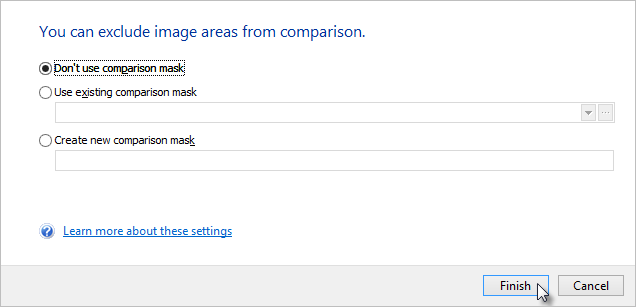 You can exclude image areas from comparison.
Don't use comparison mask
Use existing comparison mask
Create new comparison mask
Learn more about these settings
Finish
Cancel